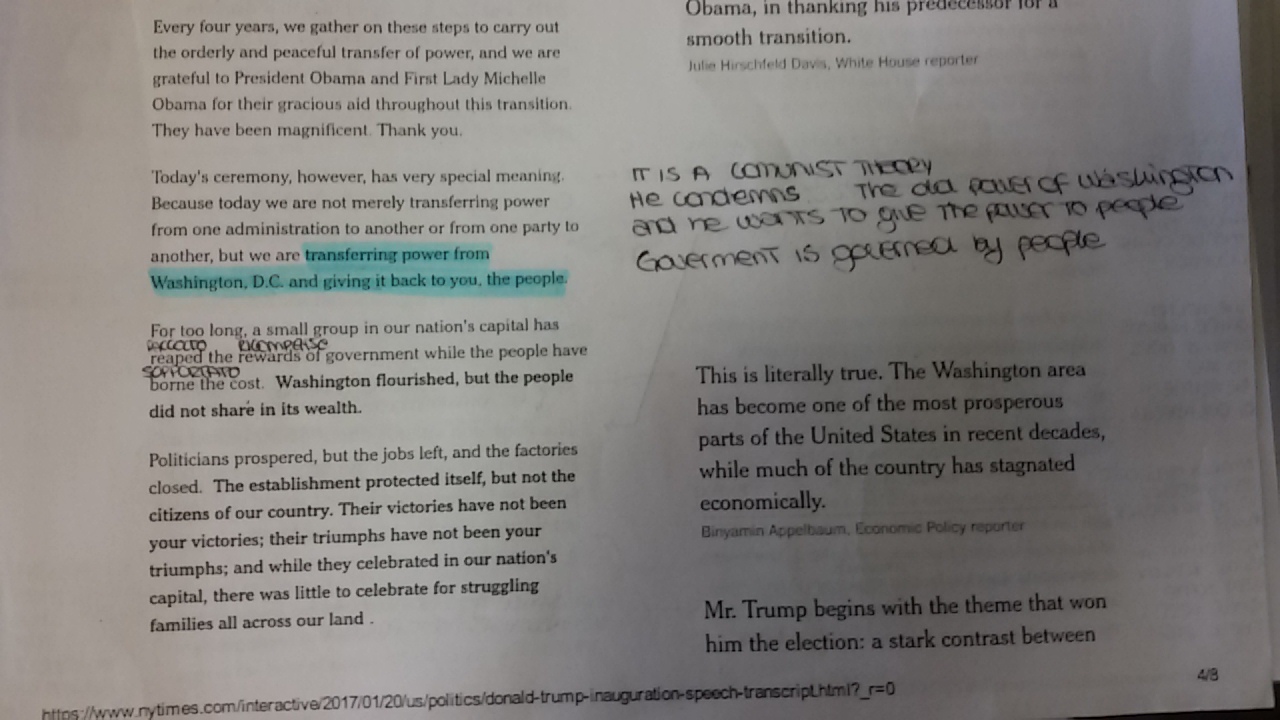 Every four years, we gather on these steps to carry out
the orderly and peaceful transfer of power, and we are
grateful to President Obama and First Lady Michelle
Obama for their gracious aid throughout this transition.
They have been magnificent. Thank you.
Today's ceremony, however, has very special meaning.
Because today we are not merely transferring power
from one administration to another or from one party to
another, but we are transferring power from
Washington, D.C. and giving it back to you, the people.
For too long, a small group in our nation's capital has
RICOMPENSE
reaped the rewards of government while the people have
SOPPORTATO
borne the cost. Washington flourished, but the people
did not share in its wealth.
Politicians prospered, but the jobs left, and the factories
closed. The establishment protected itself, but not the
citizens of our country. Their victories have not been
your victories; their triumphs have not been your
triumphs; and while they celebrated in our nation's
capital, there was little to celebrate for struggling
families all across our land .
Obama, in thanking his predecessor for a
smooth transition.
Julie Hirschfeld Davis, White House reporter
IT IS A COMUNIST THEORY
He condemns The old power of Washington
and he wants TO give The power TO people
Goverment is governed by people
This is literally true. The Washington area
has become one of the most prosperous
parts of the United States in recent decades,
while much of the country has stagnated
economically.
Binyamin Appelbaum, Economic Policy reporter
Mr. Trump begins with the theme that won
him the election: a stark contrast between
4/8
https://www.nytimes.com/interactive/2017/01/20/us/politics/donald-trump-inauguration-speech-transcript.html?_r=0